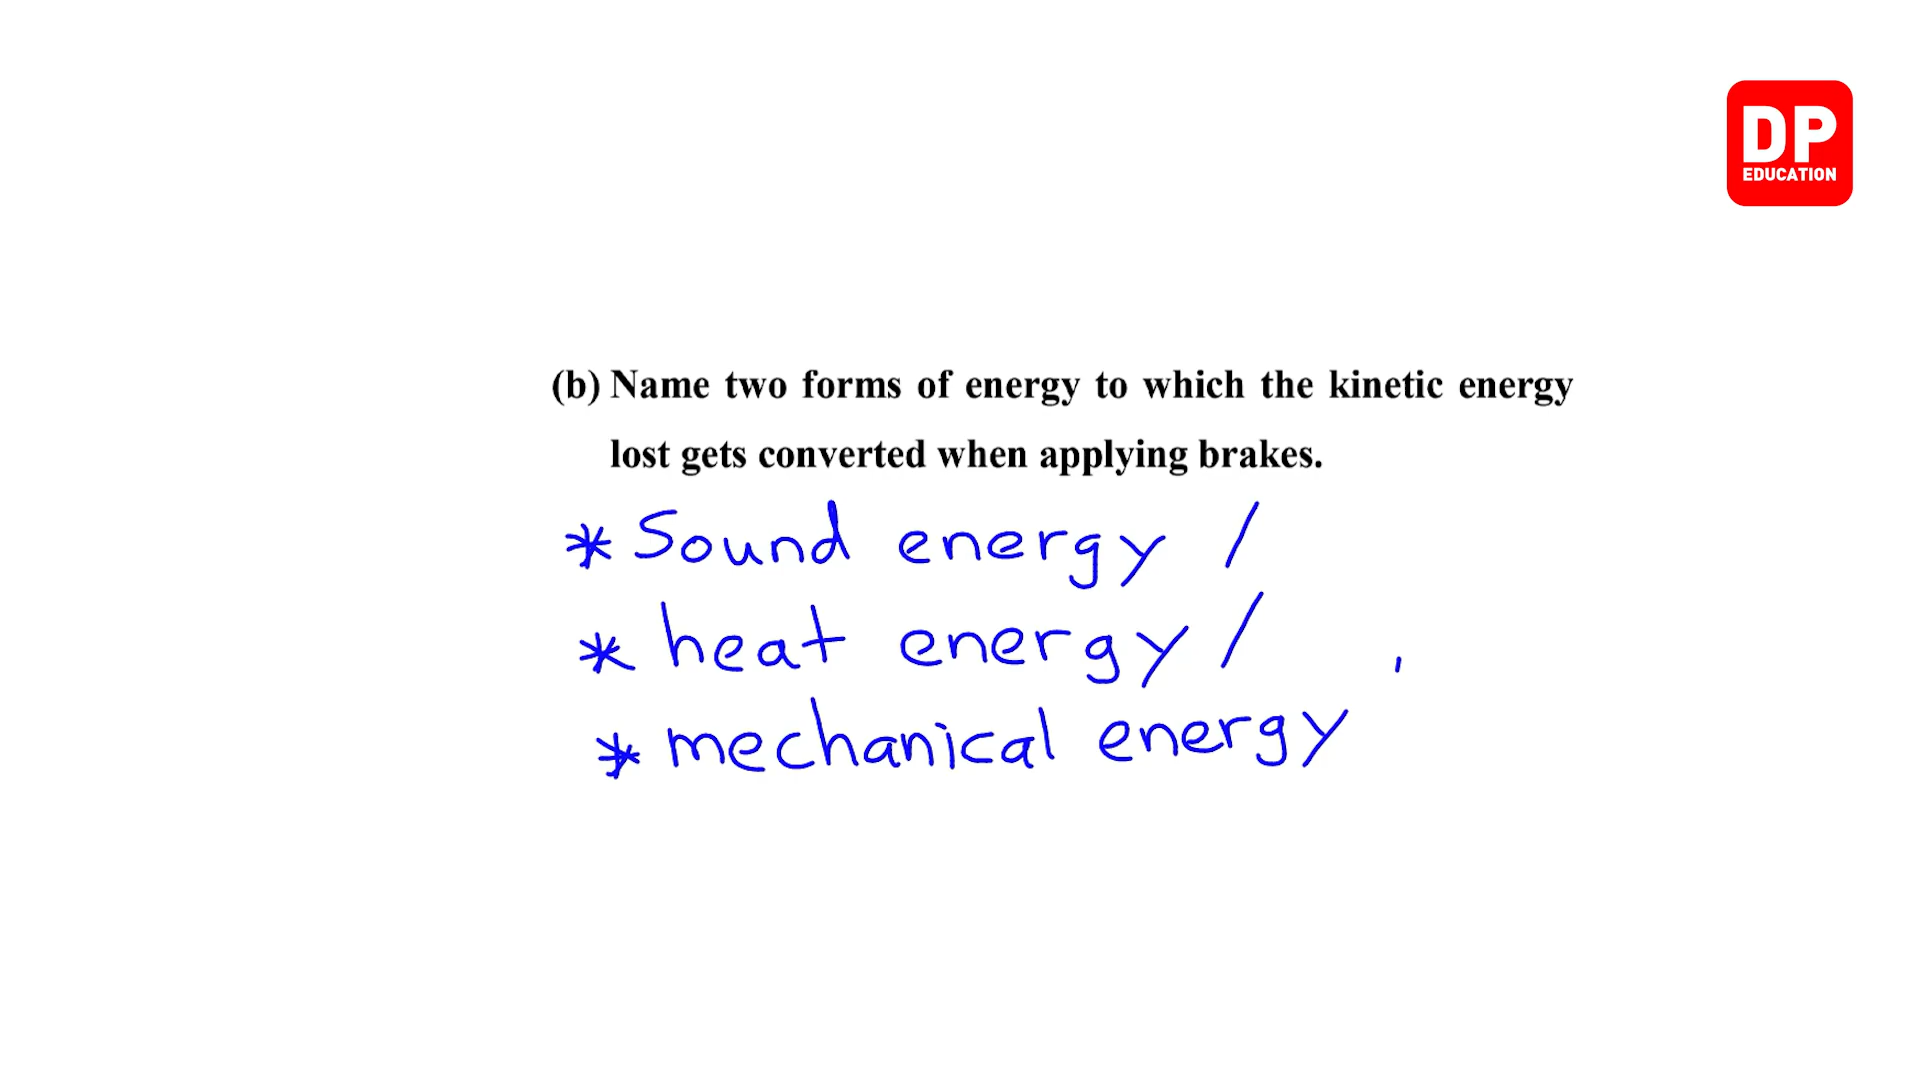 DP
EDUCATION
(b) Name two forms of energy to which the kinetic energy
lost gets converted when applying brakes.
* Sound energy /
* heat energy /
* mechanical energy